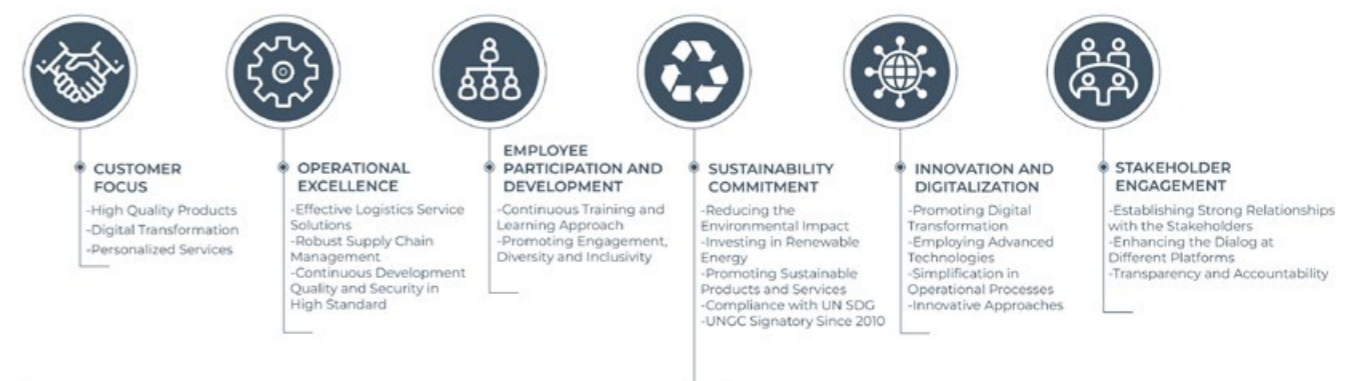 CUSTOMER
FOCUS
-High Quality Products
-Digital Transformation
-Personalized Services
OPERATIONAL
EXCELLENCE
-Effective Logistics Service
Solutions
-Robust Supply Chain
Management
-Continuous Development
Quality and Security in
High Standard
EMPLOYEE
PARTICIPATION AND
DEVELOPMENT
-Continuous Training and
Learning Approach
-Promoting Engagement,
Diversity and Inclusivity
SUSTAINABILITY
COMMITMENT
-Reducing the
Environmental Impact
-Investing in Renewable
Energy
-Promoting Sustainable
Products and Services
-Compliance with UN SDG
-UNGC Signatory Since 2010
INNOVATION AND
DIGITALIZATION
-Promoting Digital
Transformation
-Employing Advanced
Technologies
-Simplification in
Operational Processes
-Innovative Approaches
STAKEHOLDER
ENGAGEMENT
-Establishing Strong Relationships
with the Stakeholders
-Enhancing the Dialog at
Different Platforms
-Transparency and Accountability